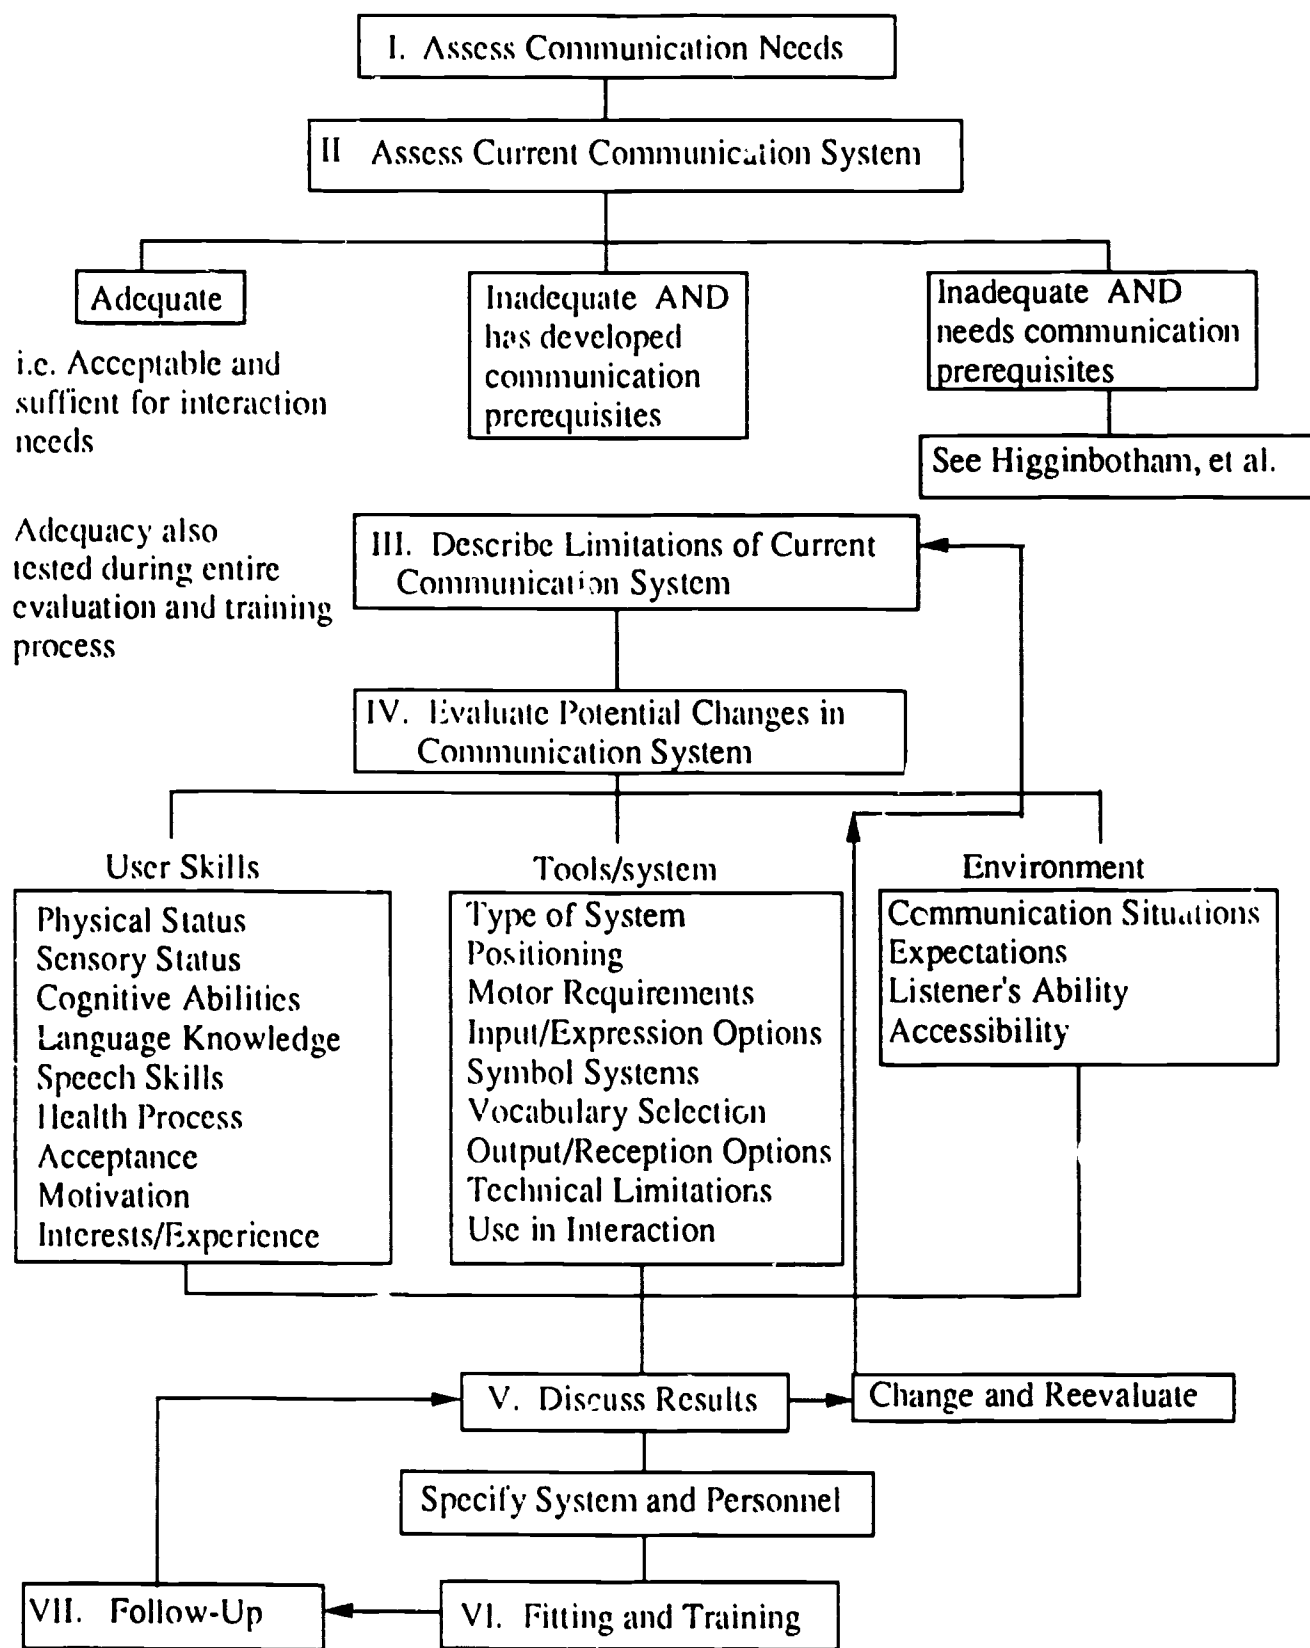 I. Assess Communication Needs
II Assess Current Communication System
Adequate
i.e. Acceptable and
suffient for interaction
needs
Adequacy also
tested during entire
evaluation and training
process
Inadequate AND
has developed
communication
prerequisites
Inadequate AND
needs communication
prerequisites
See Higginbotham, et al.
III. Describe Limitations of Current
Communication System
IV. Evaluate Potential Changes in
Communication System
User Skills
Physical Status
Sensory Status
Cognitive Abilities
Language Knowledge
Speech Skills
Health Process
Acceptance
Motivation
Interests/Experience
Tools/system
Type of System
Positioning
Motor Requirements
Input/Expression Options
Symbol Systems
Vocabulary Selection
Output/Reception Options
Technical Limitations
Use in Interaction
Environment
Communication Situations
Expectations
Listener's Ability
Accessibility
V. Discuss Results
Change and Reevaluate
Specify System and Personnel
VI. Fitting and Training
VII. Follow-Up